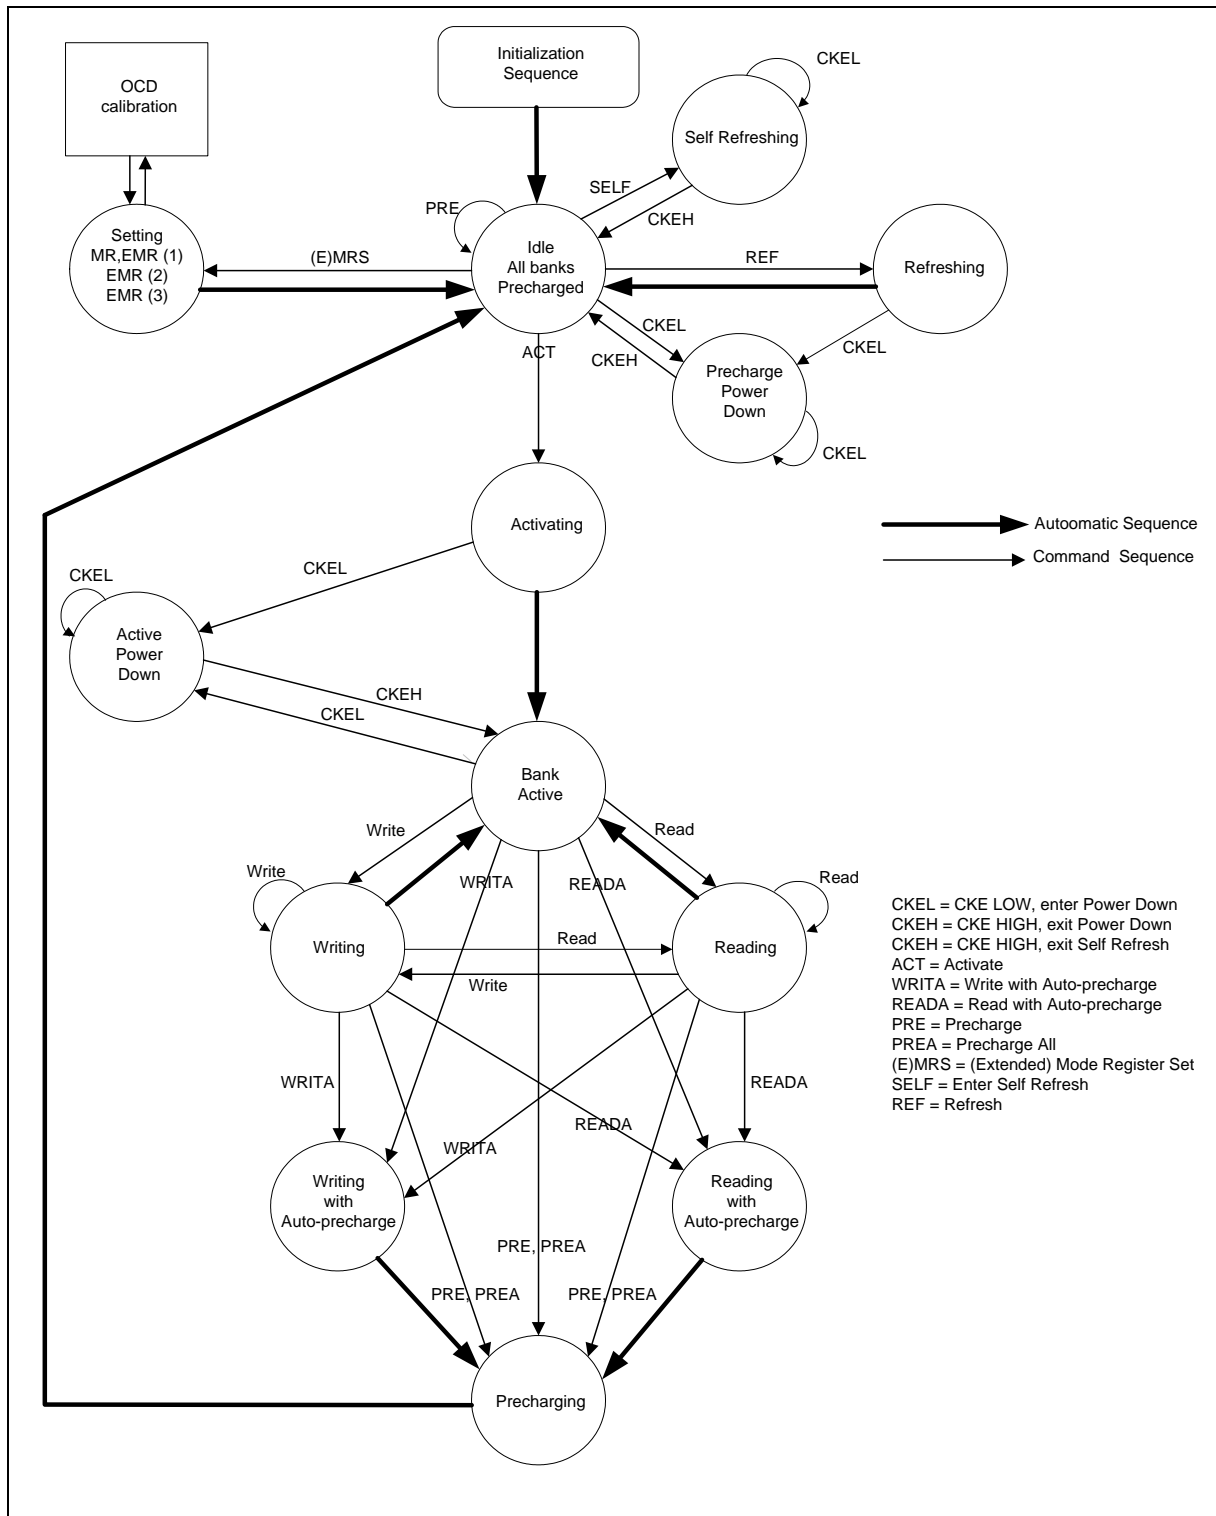 Initialization
Sequence
OCD
calibration
CKEL
Self Refreshing
SELF
CKEH
PRE
Setting
MR,EMR (1)
EMR (2)
EMR (3)
(E)MRS
Idle
All banks
Precharged
REF
Refreshing
CKEL
CKEH
CKEL
ACT
Precharge
Power
Down
CKEL
Activating
Autoomatic Sequence
Command Sequence
CKEL
CKEL
Active
Power
Down
CKEH
CKEL
Bank
Active
Write
Read
Write
WRITA
READA
Read
Writing
Read
Reading
Write
CKEL = CKE LOW, enter Power Down
CKEH = CKE HIGH, exit Power Down
CKEH = CKE HIGH, exit Self Refresh
ACT = Activate
WRITA = Write with Auto-precharge
READA = Read with Auto-precharge
PRE = Precharge
PREA = Precharge All
(E)MRS = (Extended) Mode Register Set
SELF = Enter Self Refresh
REF = Refresh
WRITA
READA
WRITA
READA
Writing
with
Auto-precharge
Reading
with
Auto-precharge
PRE, PREA
PRE, PREA
PRE, PREA
Precharging